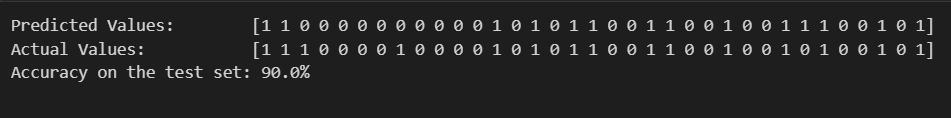 Predicted Values: [1 1 0 0 0 0 0 0 0 0 0 0 1 0 1 0 1 1 0 0 1 1 0 0 1 0 0 1 1 1 0 0 1 0 1]
Actual Values: [1 1 1 0 0 0 0 1 0 0 0 0 1 0 1 0 1 1 0 0 1 1 0 0 1 0 0 1 0 1 0 0 1 0 1]
Accuracy on the test set: 90.0%